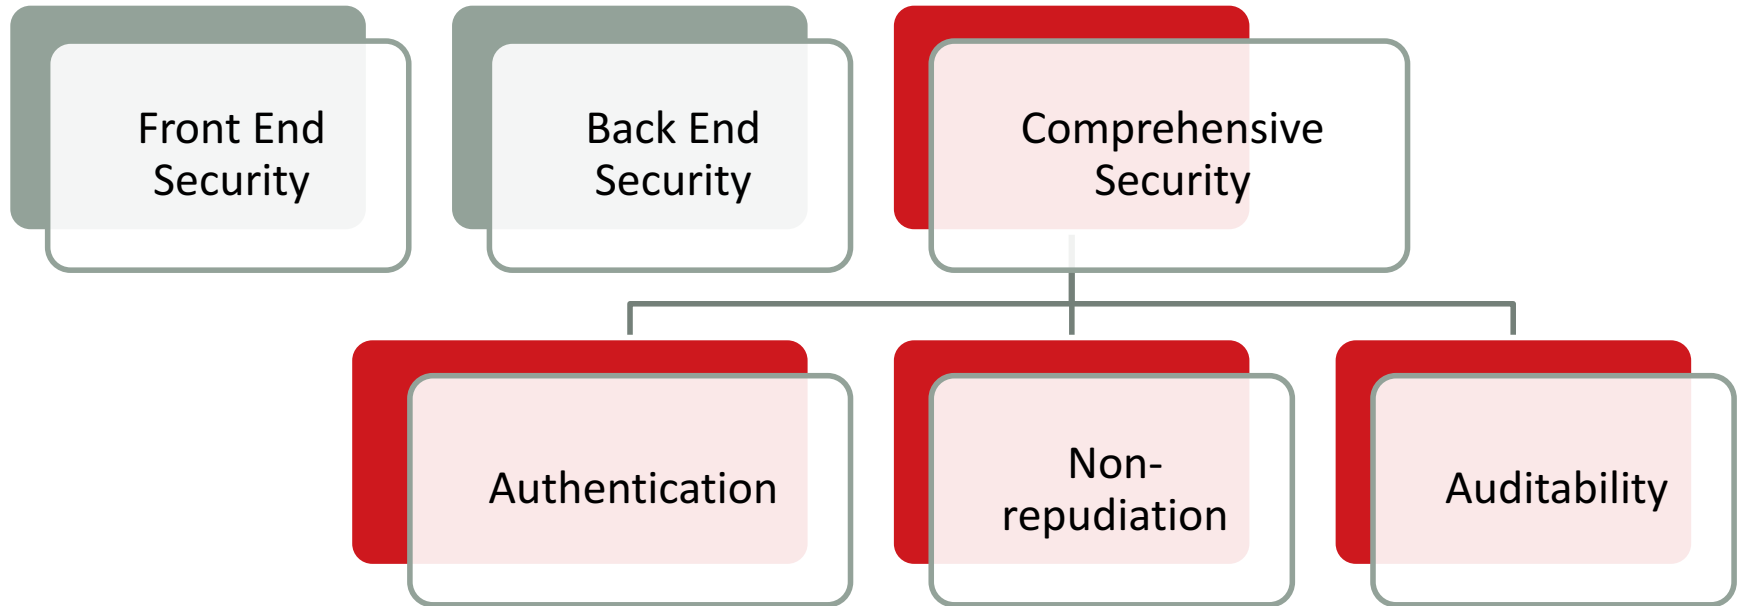 Front End
Security
Back End
Security
Comprehensive
Security
Authentication
Non-
repudiation
Auditability